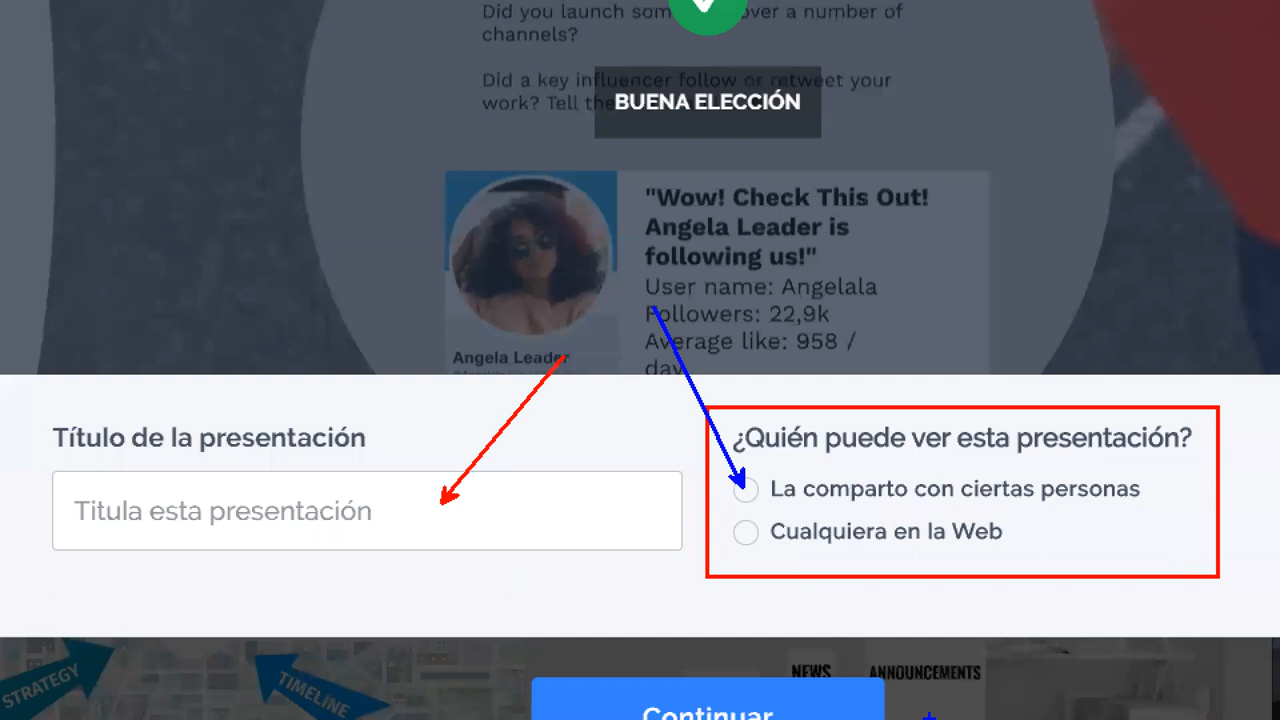 Did you launch som over a number of
channels?
Did a key influencer follow or retweet your
work? Tell the
BUENA ELECCIÓN
"Wow! Check This Out!
Angela Leader is
following us!"
User name: Angelala
Followers: 22,9k
Average like: 958 /
day
Angela Leader
Título de la presentación
Titula esta presentación
¿Quién puede ver esta presentación?
La comparto con ciertas personas
Cualquiera en la Web
STRATEGY
TIMELINE
NEWS
ANNOUNCEMENTS
Continuar